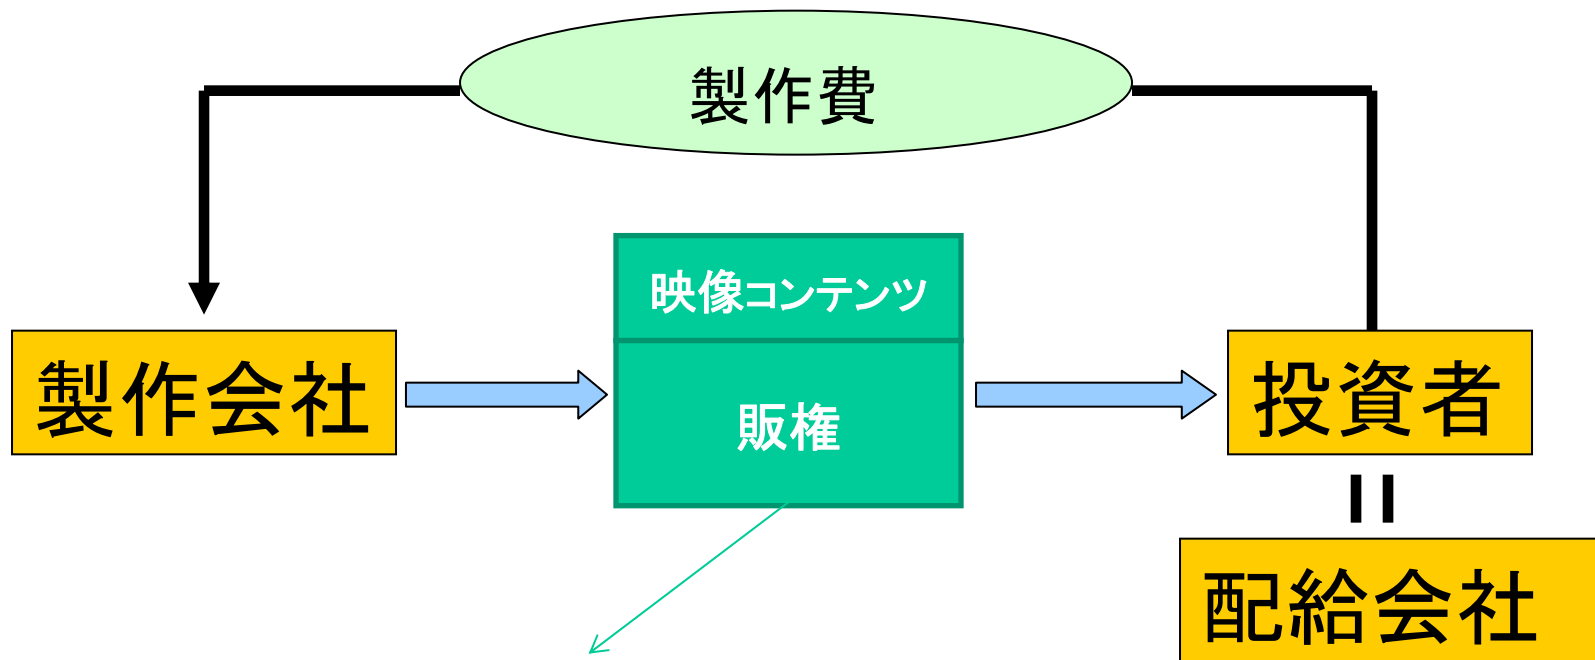 製作費
映像コンテンツ
製作会社
販権
投資者
配給会社